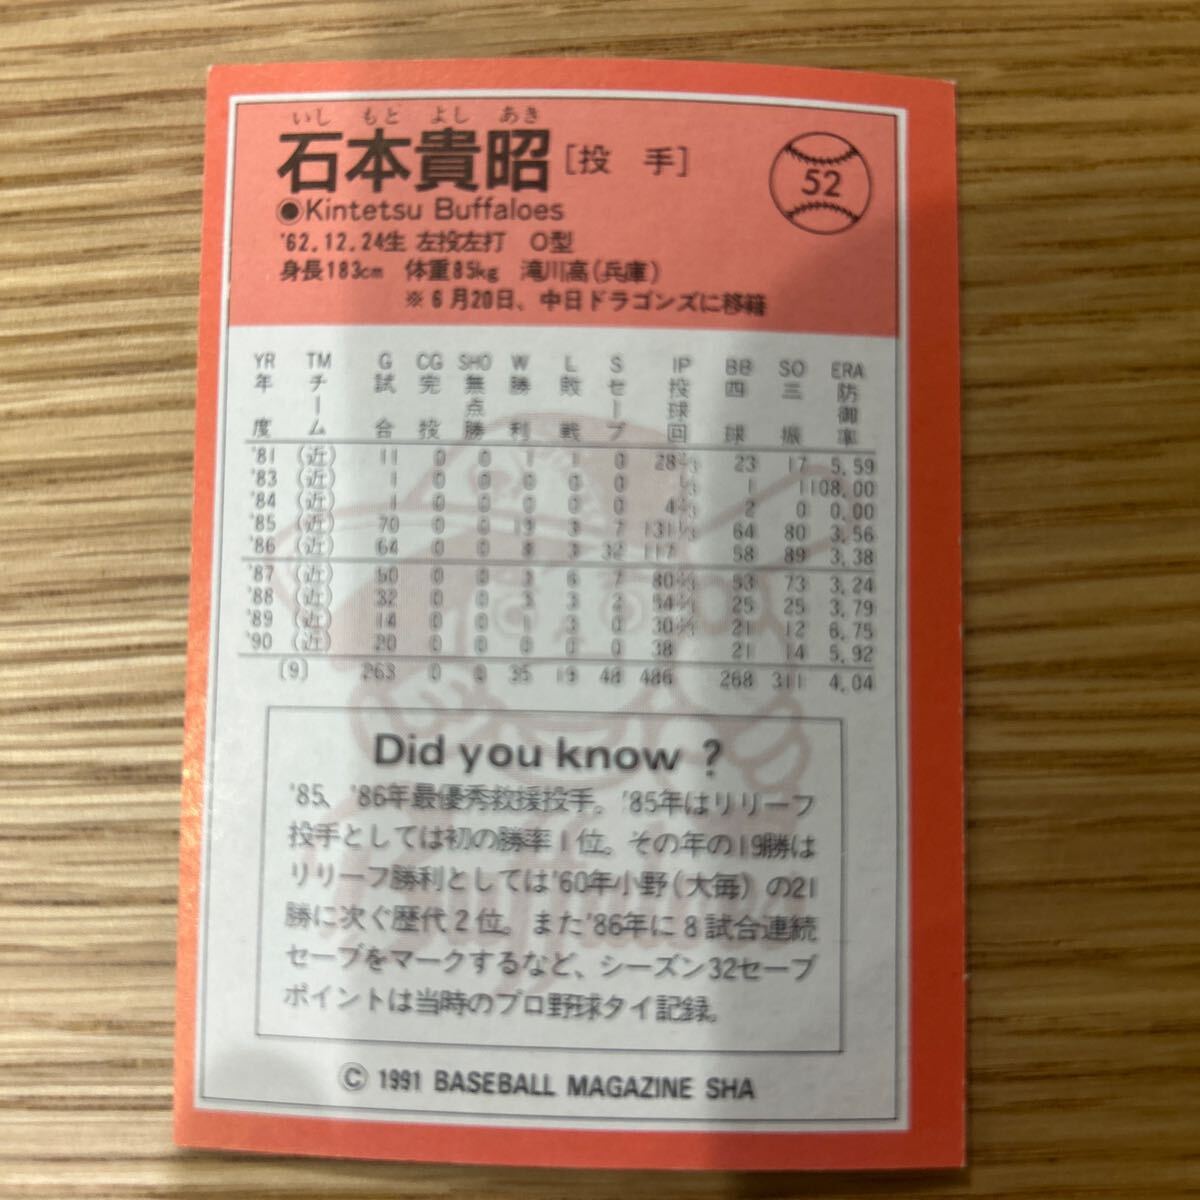 いし もと よし あき
石本貴昭 [投 手]
52
◉Kintetsu Buffaloes
'62.12.24生 左投左打 O型
身長183cm 体重85kg 滝川高(兵庫)
※6月20日、中日ドラゴンズに移籍
YR TM G CG SHO W L S IP BB SO ERA
年度 チーム 試合 完投 無点勝 勝利 敗戦 セーブ 投球回 四球 三振 防御率
'81 (近) 11 0 0 1 1 0 28 23 17 5.59
'83 (近) 1 0 0 0 0 0 1/3 1 1 108.00
'84 (近) 1 0 0 0 0 0 4 2 0 0.00
'85 (近) 70 0 0 19 3 7 131 1/3 64 80 3.56
'86 (近) 64 0 0 8 3 32 117 58 89 3.38
'87 (近) 50 0 0 3 6 7 80 53 73 3.24
'88 (近) 32 0 0 3 3 2 54 25 25 3.79
'89 (近) 14 0 0 1 3 0 30 21 12 6.75
'90 (近) 20 0 0 0 0 0 38 21 14 5.92
(9) 263 0 0 35 19 48 486 268 311 4.04
Did you know ?
'85、'86年最優秀救援投手。'85年はリリーフ
投手としては初の勝率1位。その年の19勝は
リリーフ勝利としては'60年小野(大毎)の21
勝に次ぐ歴代2位。また'86年に8試合連続
セーブをマークするなど、シーズン32セーブ
ポイントは当時のプロ野球タイ記録。
© 1991 BASEBALL MAGAZINE SHA